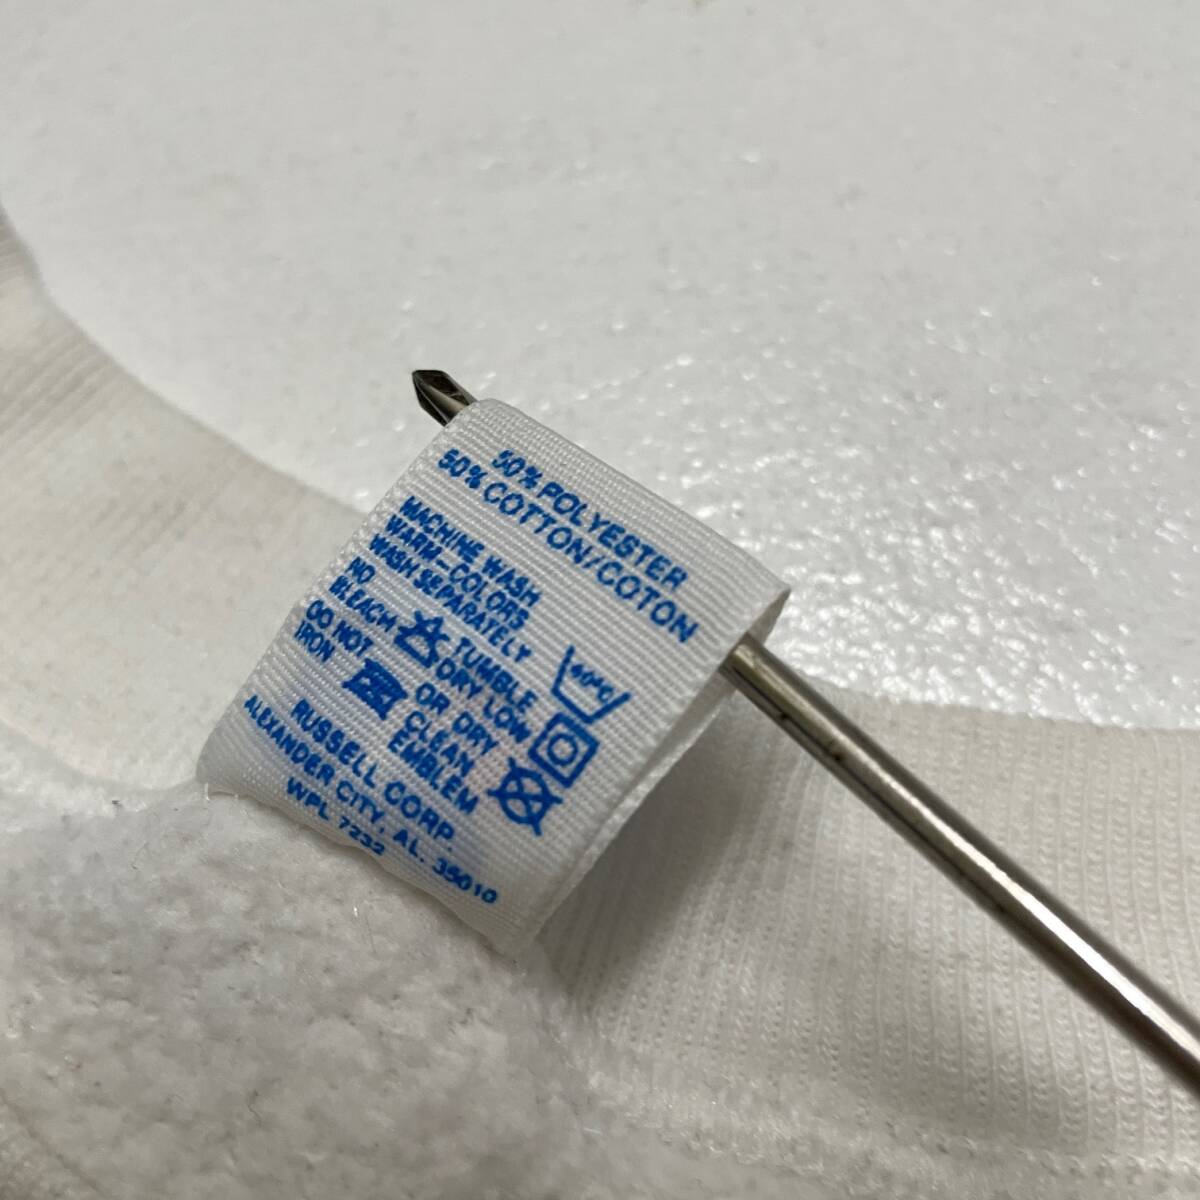 50% POLYESTER
50% COTTON/COTON
MACHINE WASH
WARM-COLORS
WASH SEPARATELY
40°C
NO
BLEACH
TUMBLE
DRY LOW
DO NOT
IRON
OR DRY
CLEAN
EMBLEM
RUSSELL CORP.
ALEXANDER CITY, AL. 35010
WPL 7232